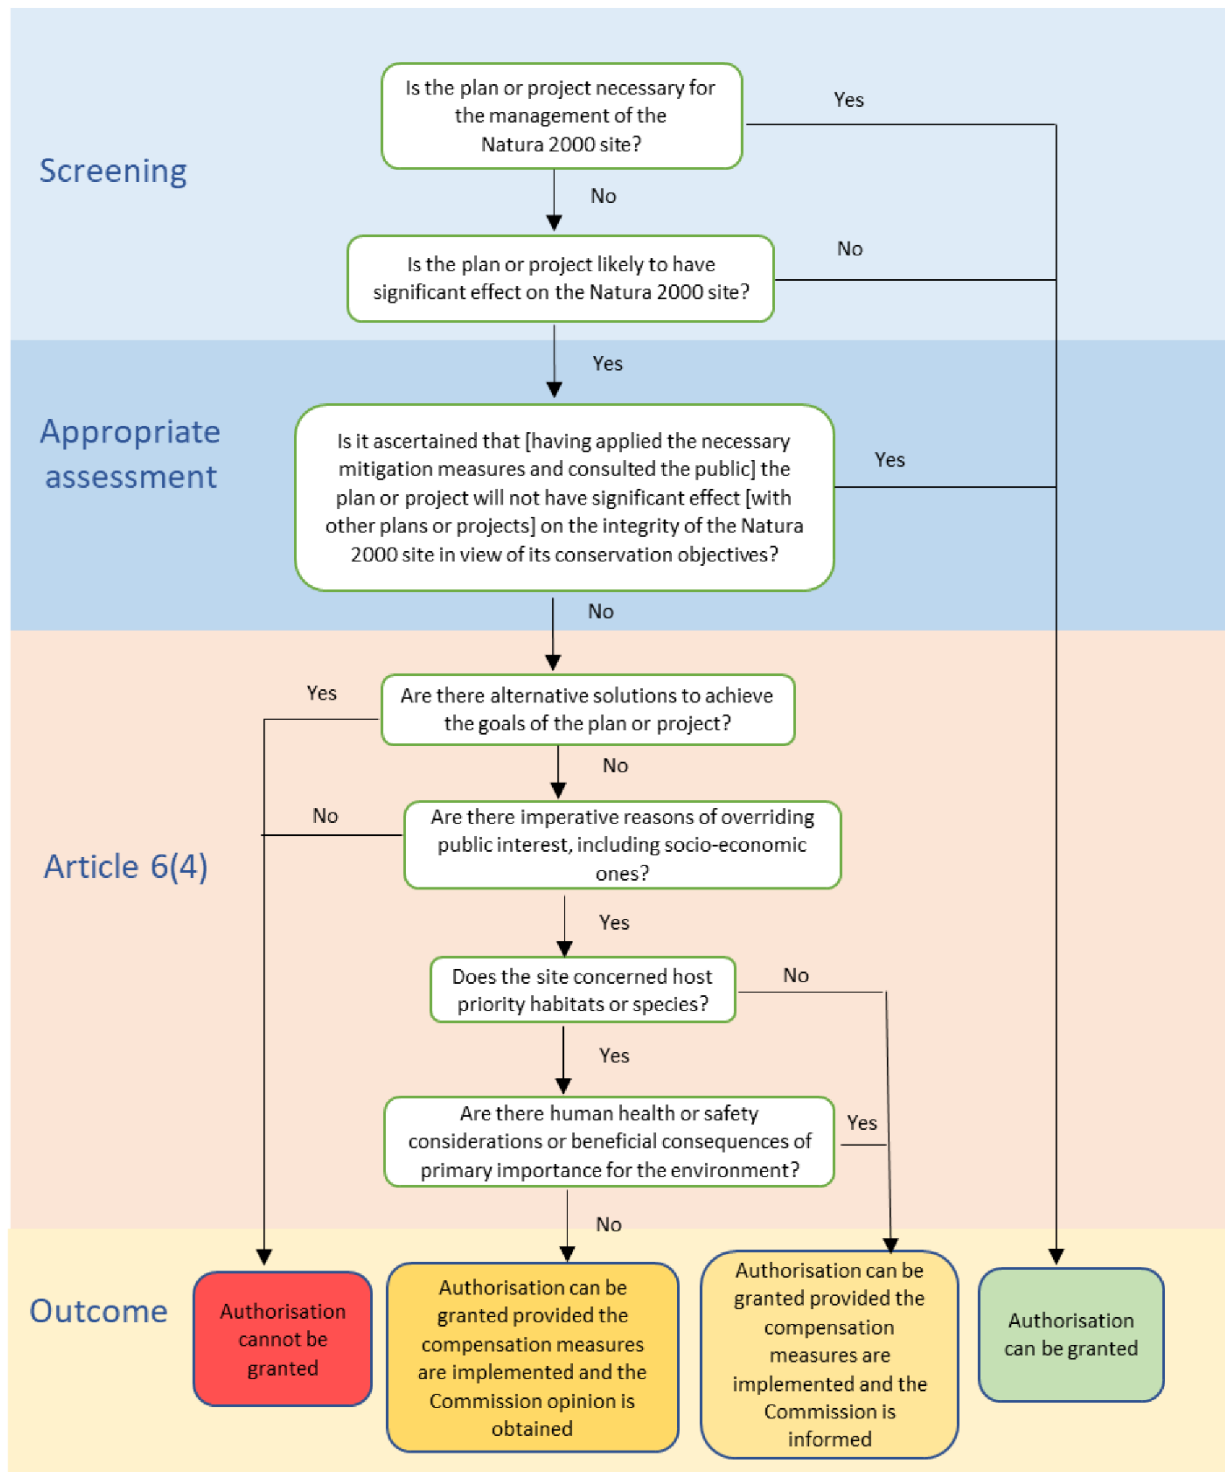 Is the plan or project necessary for
the management of the
Natura 2000 site?
Yes
Screening
No
Is the plan or project likely to have
significant effect on the Natura 2000 site?
No
Yes
Appropriate
assessment
Is it ascertained that [having applied the necessary
mitigation measures and consulted the public] the
plan or project will not have significant effect [with
other plans or projects] on the integrity of the Natura
2000 site in view of its conservation objectives?
Yes
No
Yes
Are there alternative solutions to achieve
the goals of the plan or project?
No
No
Are there imperative reasons of overriding
public interest, including socio-economic
ones?
Article 6(4)
Yes
Does the site concerned host
priority habitats or species?
No
Yes
Are there human health or safety
considerations or beneficial consequences of
primary importance for the environment?
Yes
No
Outcome
Authorisation
cannot be
granted
Authorisation can be
granted provided the
compensation measures
are implemented and the
Commission opinion is
obtained
Authorisation can be
granted provided the
compensation
measures are
implemented and the
Commission is
informed
Authorisation
can be granted